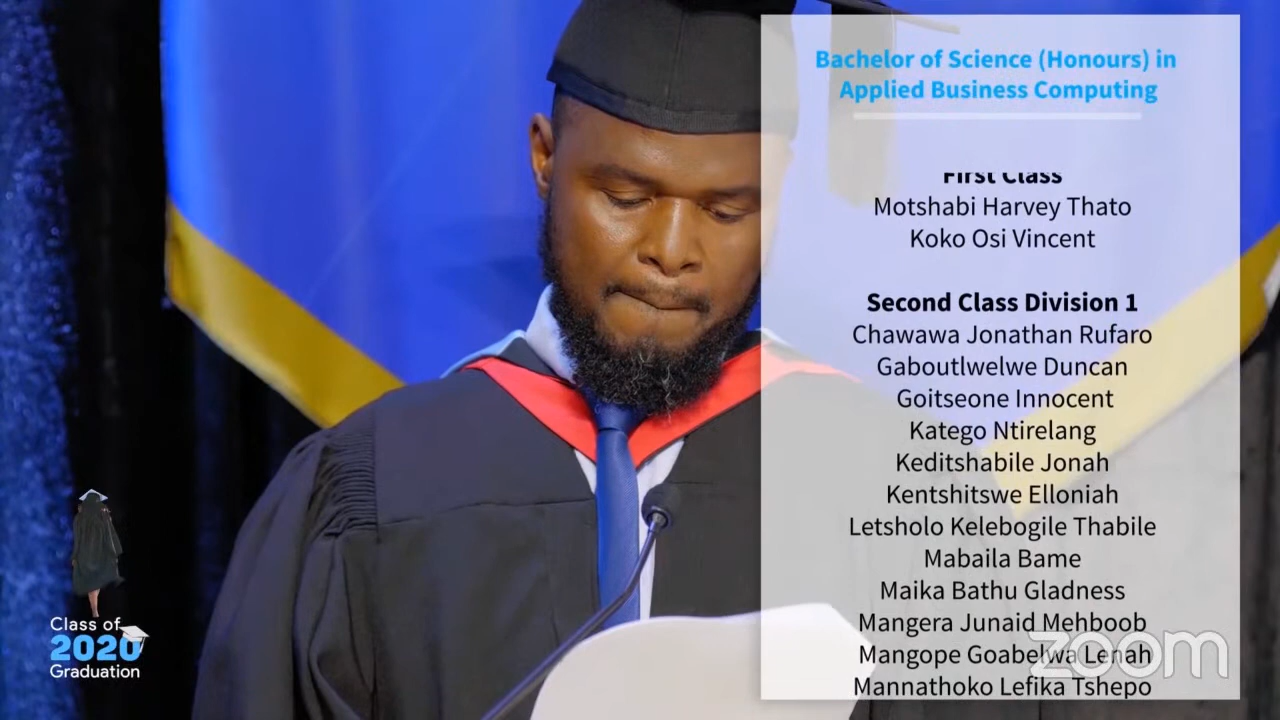 Bachelor of Science (Honours) in
Applied Business Computing
First Class
Motshabi Harvey Thato
Koko Osi Vincent
Second Class Division 1
Chawawa Jonathan Rufaro
Gaboutlwelwe Duncan
Goitseone Innocent
Katego Ntirelang
Keditshabile Jonah
Kentshitswe Elloniah
Letsholo Kelebogile Thabile
Mabaila Bame
Maika Bathu Gladness
Mangera Junaid Mehboob
Mangope Goabelwa Lenah
Mannathoko Lefika Tshepo
zoom
Class of
2020
Graduation